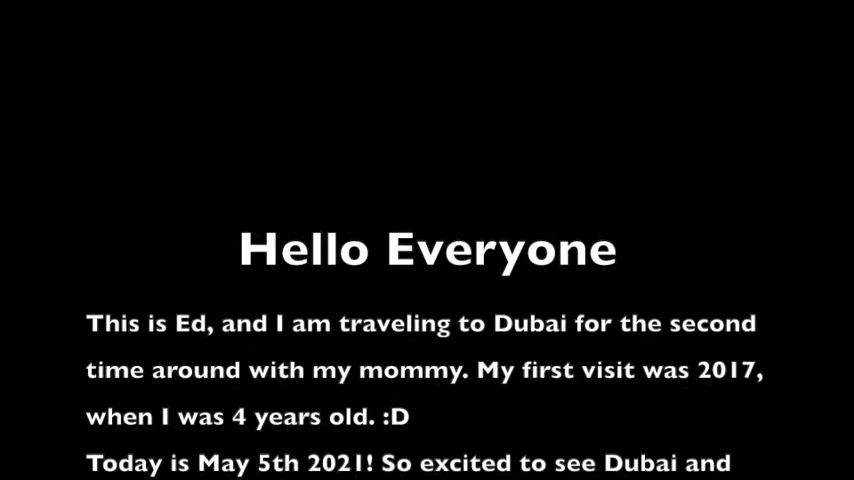 Hello Everyone
This is Ed, and I am traveling to Dubai for the second
time around with my mommy. My first visit was 2017,
when I was 4 years old. :D
Today is May 5th 2021! So excited to see Dubai and